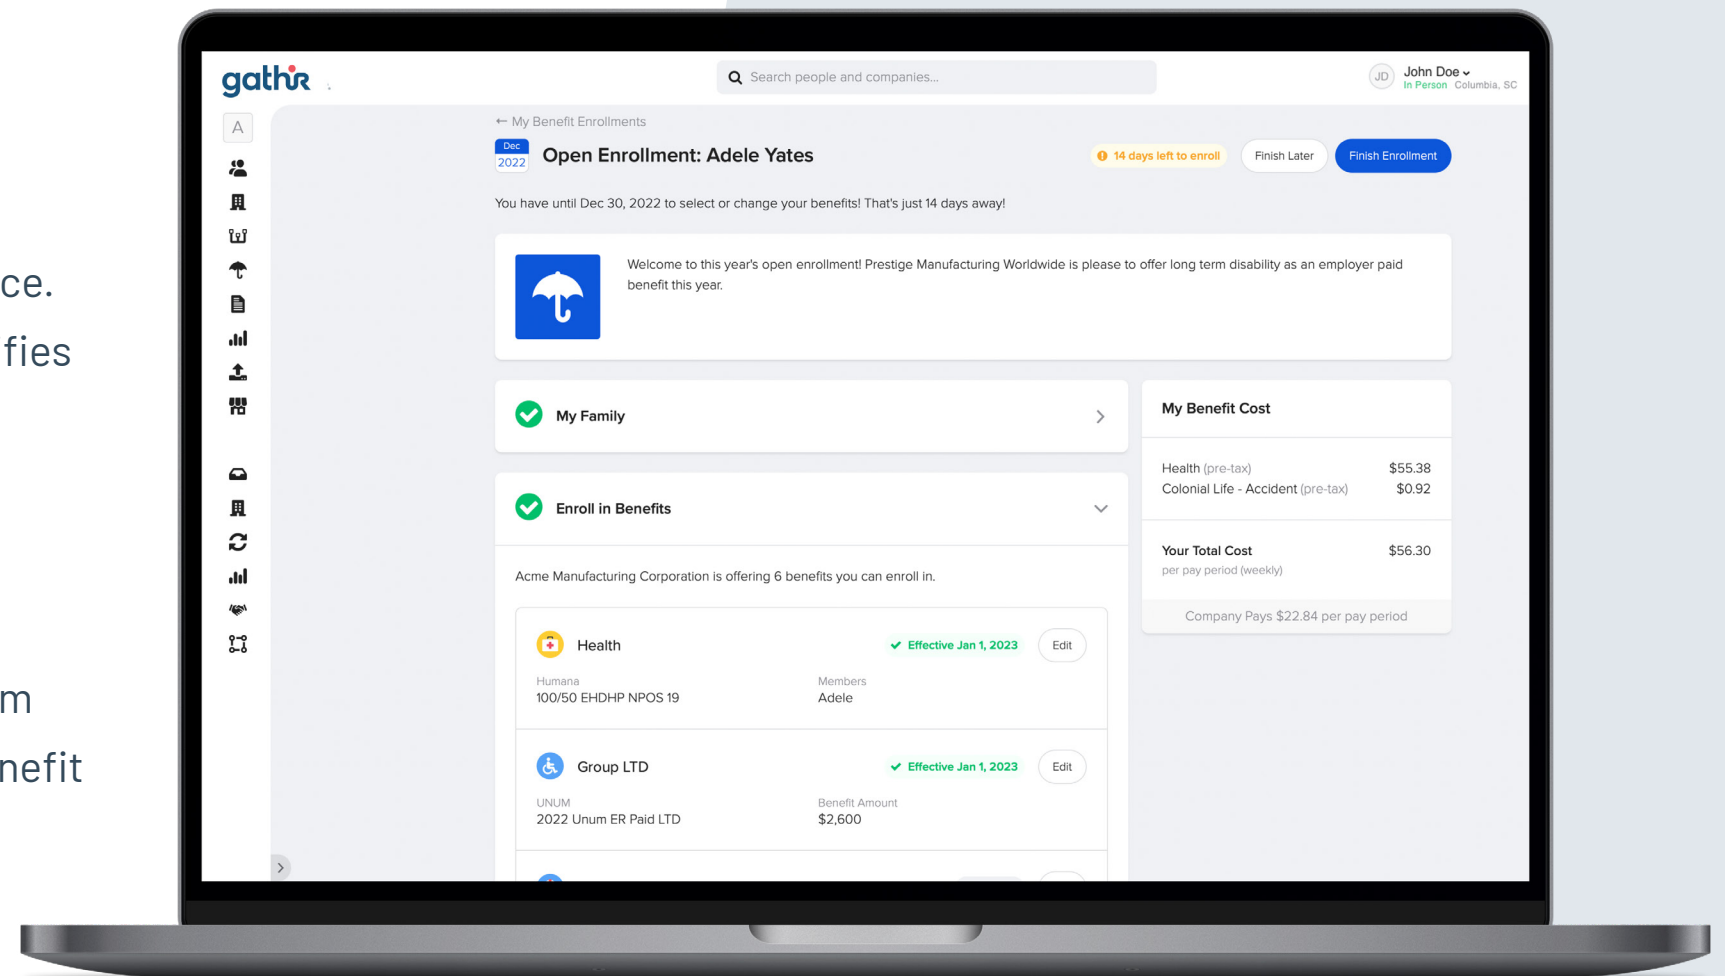 gathir
Search people and companies...
JD
John Doe
In Person Columbia, SC
A
← My Benefit Enrollments
Dec
2022
Open Enrollment: Adele Yates
14 days left to enroll
Finish Later
Finish Enrollment
You have until Dec 30, 2022 to select or change your benefits! That's just 14 days away!
Welcome to this year's open enrollment! Prestige Manufacturing Worldwide is please to offer long term disability as an employer paid
benefit this year.
ce.
fies
m
nefit
My Family
Enroll in Benefits
Acme Manufacturing Corporation is offering 6 benefits you can enroll in.
Health
Effective Jan 1, 2023
Edit
Humana
100/50 EHDHP NPOS 19
Members
Adele
Group LTD
Effective Jan 1, 2023
Edit
UNUM
2022 Unum ER Paid LTD
Benefit Amount
$2,600
My Benefit Cost
Health (pre-tax) $55.38
Colonial Life - Accident (pre-tax) $0.92
Your Total Cost $56.30
per pay period (weekly)
Company Pays $22.84 per pay period